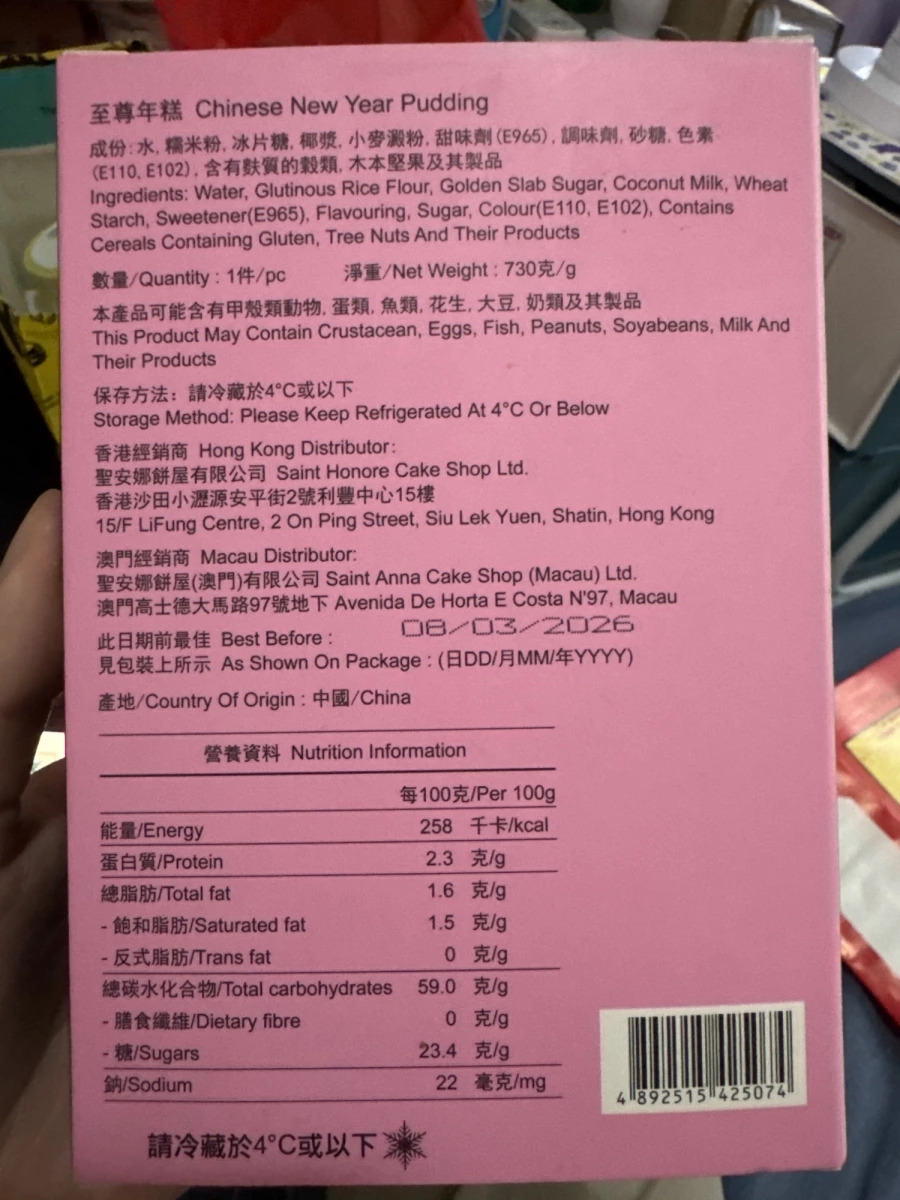 至尊年糕 Chinese New Year Pudding
成份: 水, 糯米粉, 冰片糖, 椰漿, 小麥澱粉, 甜味劑 (E965), 調味劑, 砂糖, 色素
(E110, E102), 含有麩質的穀類, 木本堅果及其製品
Ingredients: Water, Glutinous Rice Flour, Golden Slab Sugar, Coconut Milk, Wheat
Starch, Sweetener(E965), Flavouring, Sugar, Colour(E110, E102), Contains
Cereals Containing Gluten, Tree Nuts And Their Products
數量/Quantity : 1件/pc 淨重/Net Weight : 730克/g
本產品可能含有甲殼類動物, 蛋類, 魚類, 花生, 大豆, 奶類及其製品
This Product May Contain Crustacean, Eggs, Fish, Peanuts, Soyabeans, Milk And
Their Products
保存方法：請冷藏於4°C或以下
Storage Method: Please Keep Refrigerated At 4°C Or Below
香港經銷商 Hong Kong Distributor:
聖安娜餅屋有限公司 Saint Honore Cake Shop Ltd.
香港沙田小瀝源安平街2號利豐中心15樓
15/F LiFung Centre, 2 On Ping Street, Siu Lek Yuen, Shatin, Hong Kong
澳門經銷商 Macau Distributor:
聖安娜餅屋(澳門)有限公司 Saint Anna Cake Shop (Macau) Ltd.
澳門高士德大馬路97號地下 Avenida De Horta E Costa N'97, Macau
此日期前最佳 Best Before : 08/03/2026
見包裝上所示 As Shown On Package : (日DD/月MM/年YYYY)
產地/Country Of Origin : 中國/China
營養資料 Nutrition Information
每100克/Per 100g
能量/Energy 258 千卡/kcal
蛋白質/Protein 2.3 克/g
總脂肪/Total fat 1.6 克/g
- 飽和脂肪/Saturated fat 1.5 克/g
- 反式脂肪/Trans fat 0 克/g
總碳水化合物/Total carbohydrates 59.0 克/g
- 膳食纖維/Dietary fibre 0 克/g
- 糖/Sugars 23.4 克/g
鈉/Sodium 22 毫克/mg
4 892515 425074
請冷藏於4°C或以下